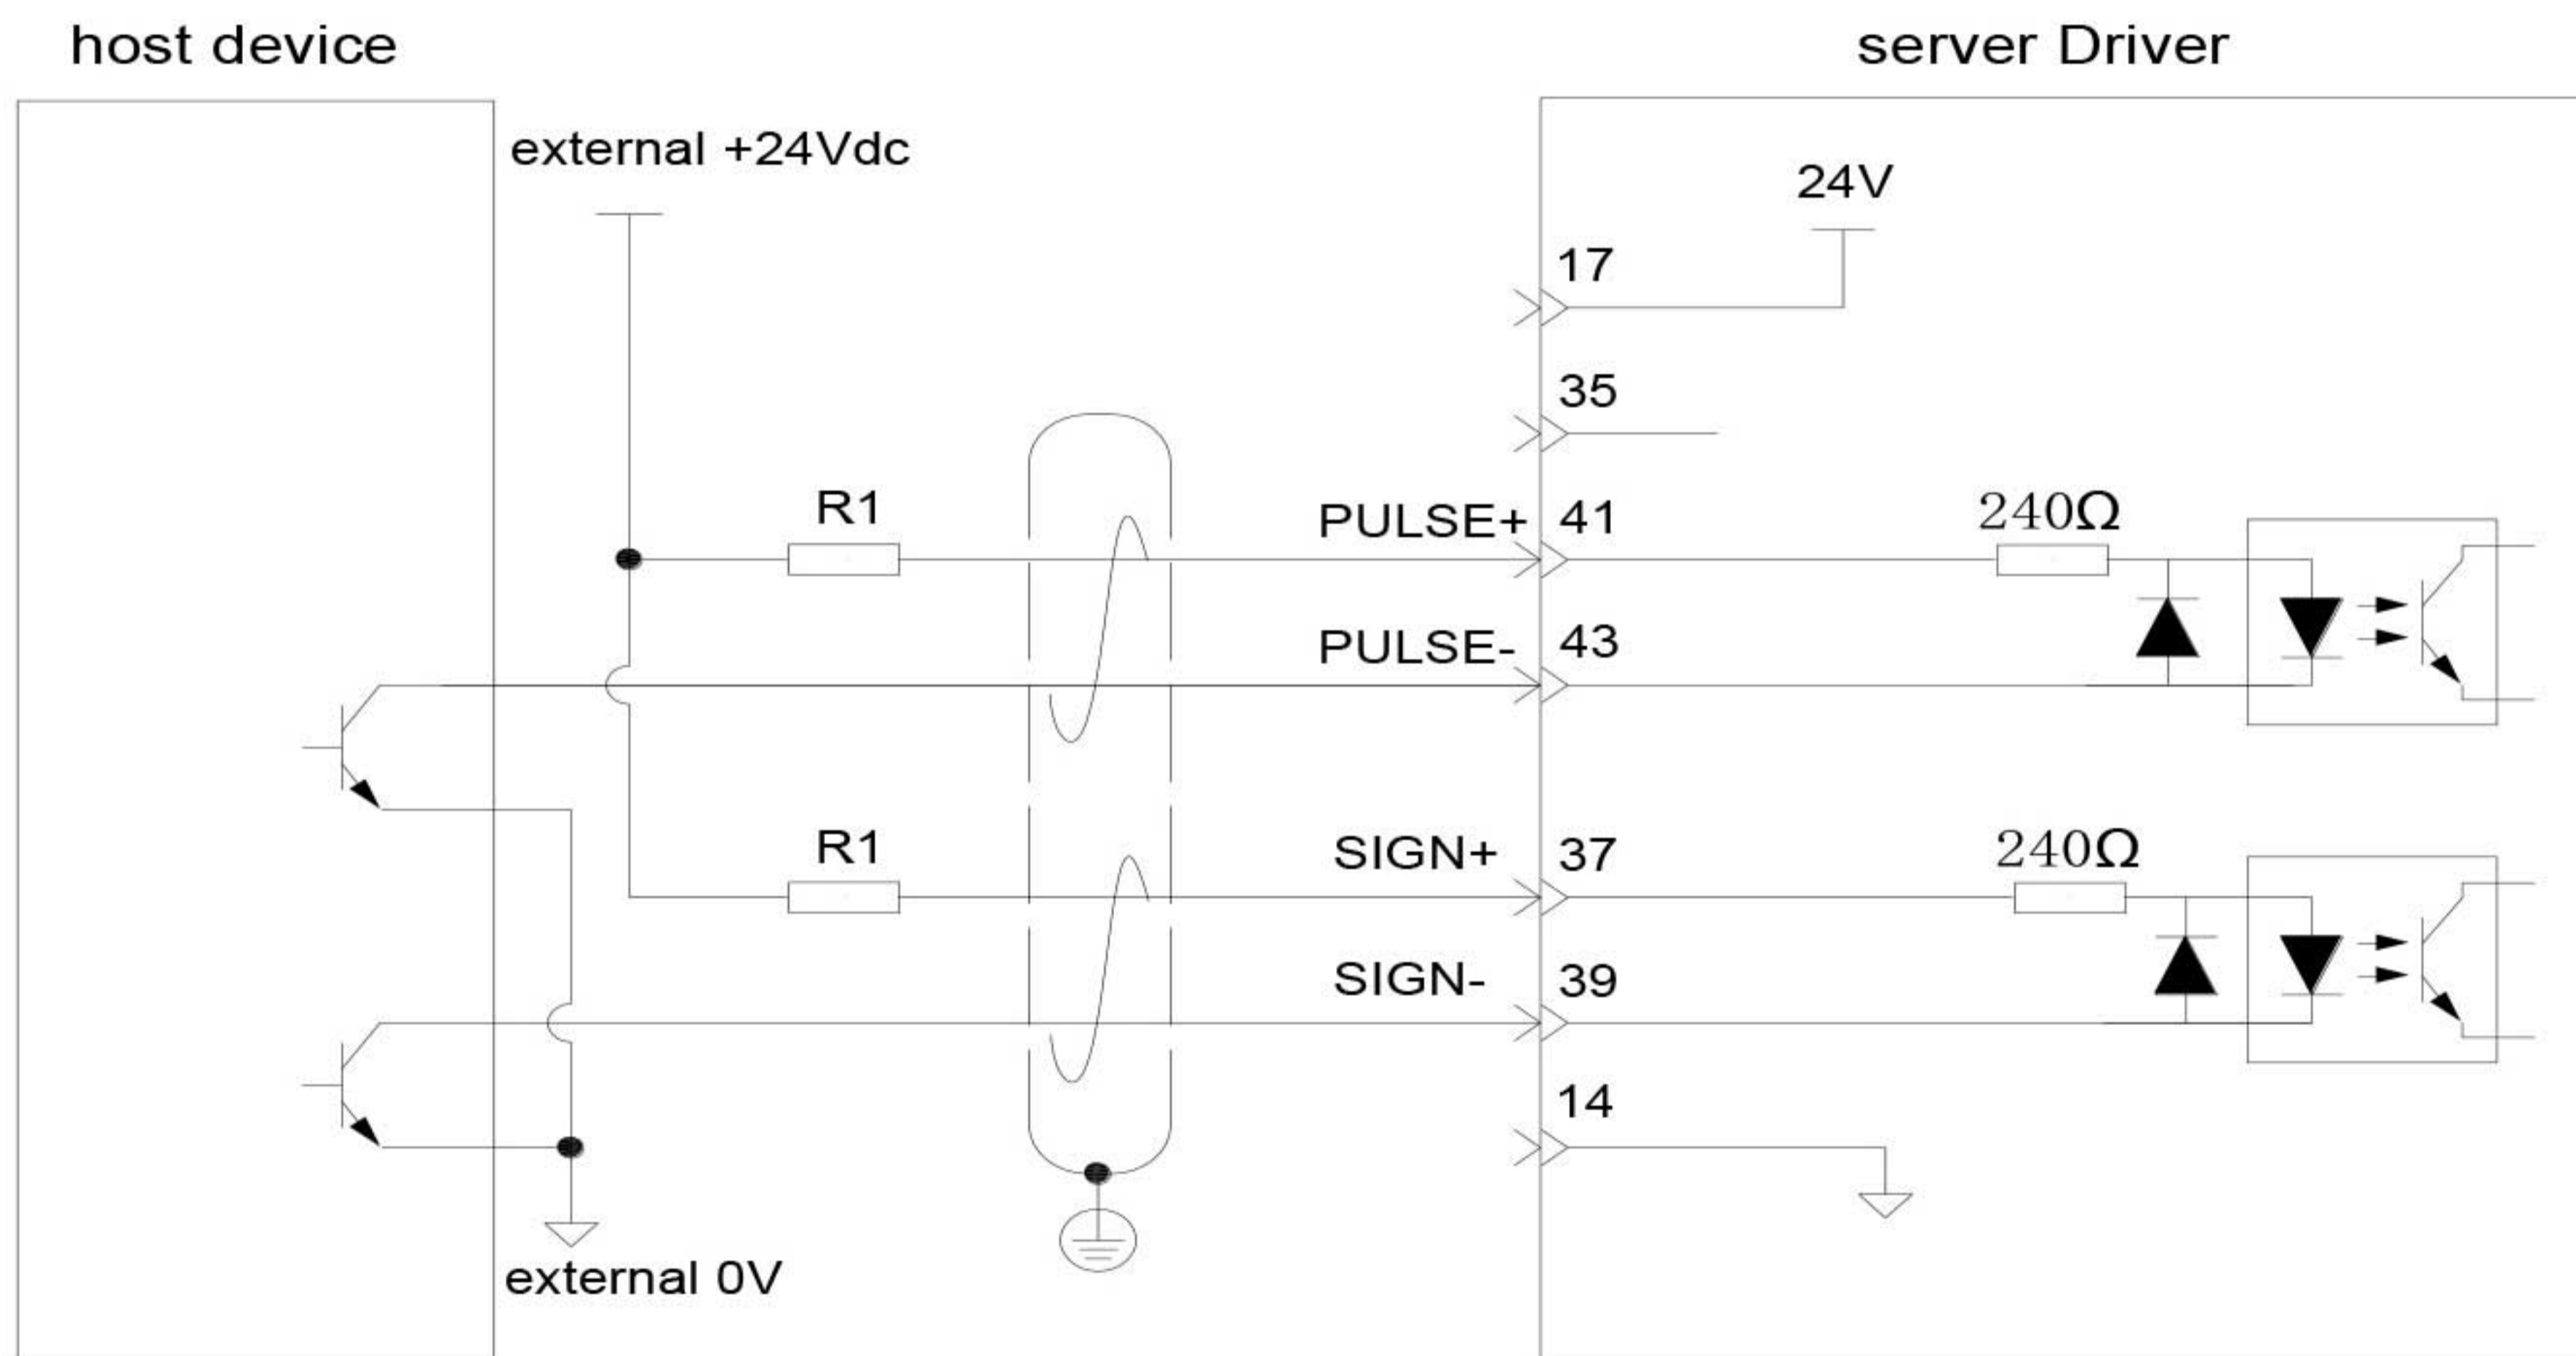 host device
server Driver
external +24Vdc
24V
17
35
R1
PULSE+
41
240Ω
PULSE-
43
R1
SIGN+
37
240Ω
SIGN-
39
14
external 0V